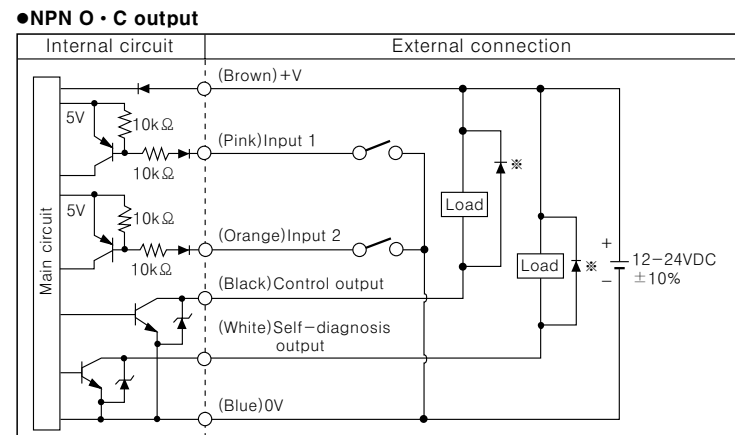 ●NPN O・C output
Internal circuit
External connection
(Brown)+V
5V
10kΩ
(Pink)Input 1
10kΩ
※
Load
5V
10kΩ
(Orange)Input 2
10kΩ
Main circuit
+
Load
※
12−24VDC
−
±10%
(Black)Control output
(White)Self−diagnosis
output
(Blue)0V